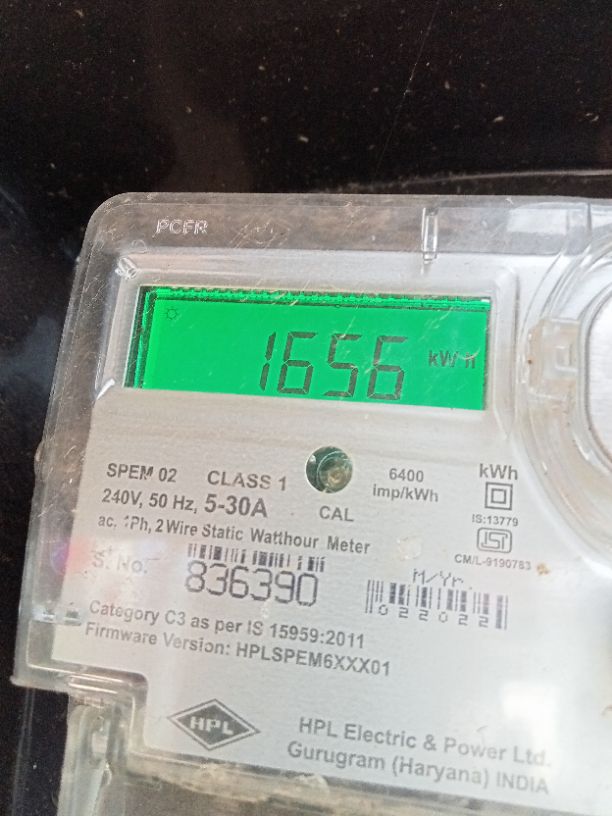 PCFR
1656 kWh
SPEM 02 CLASS 1 6400 kWh
240V, 50 Hz, 5-30A imp/kWh
CAL IS:13779
ac, 1Ph, 2 Wire Static Watthour Meter
ISI
CM/L-9190783
S. No. 836390 M/Yr.
022022
Category C3 as per IS 15959:2011
Firmware Version: HPLSPEM6XXX01
HPL HPL Electric & Power Ltd.
Gurugram (Haryana) INDIA